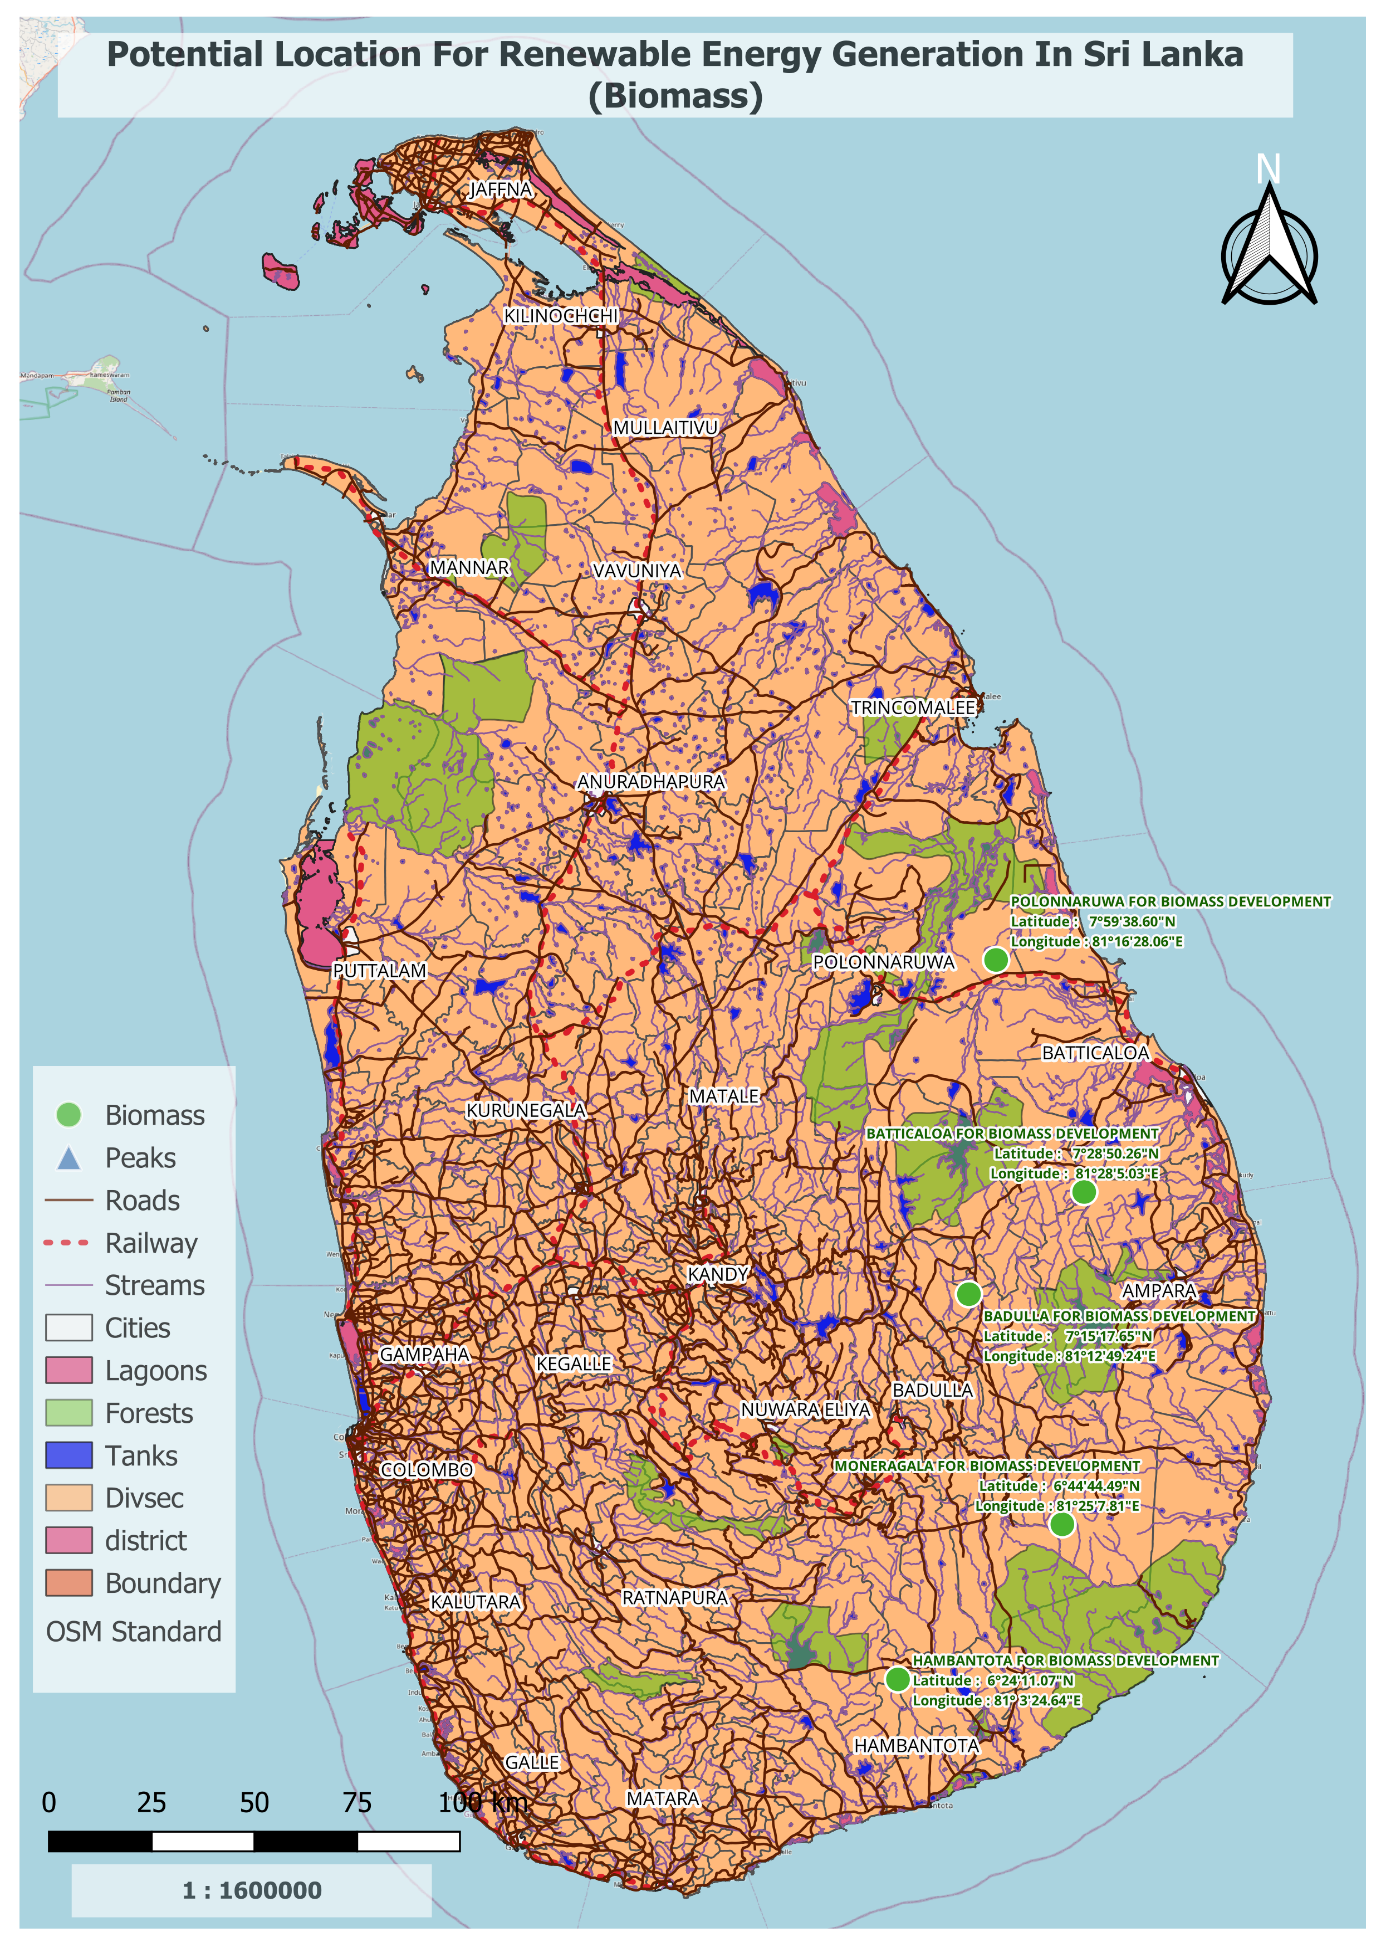 Potential Location For Renewable Energy Generation In Sri Lanka
(Biomass)
N
JAFFNA
KILINOCHCHI
Mandapam
Rameswaram
Pamban
Island
MULLAITIVU
MANNAR
VAVUNIYA
TRINCOMALEE
ANURADHAPURA
POLONNARUWA FOR BIOMASS DEVELOPMENT
Latitude : 7°59'38.60"N
Longitude : 81°16'28.06"E
POLONNARUWA
PUTTALAM
BATTICALOA
MATALE
KURUNEGALA
BATTICALOA FOR BIOMASS DEVELOPMENT
Latitude : 7°28'50.26"N
Longitude : 81°28'5.03"E
KANDY
AMPARA
BADULLA FOR BIOMASS DEVELOPMENT
Latitude : 7°15'17.65"N
Longitude : 81°12'49.24"E
GAMPAHA
KEGALLE
BADULLA
NUWARA ELIYA
MONERAGALA FOR BIOMASS DEVELOPMENT
Latitude : 6°44'44.49"N
Longitude : 81°25'7.81"E
COLOMBO
KALUTARA
RATNAPURA
HAMBANTOTA FOR BIOMASS DEVELOPMENT
Latitude : 6°24'11.07"N
Longitude : 81° 3'24.64"E
HAMBANTOTA
GALLE
MATARA
Biomass
Peaks
Roads
Railway
Streams
Cities
Lagoons
Forests
Tanks
Divsec
district
Boundary
OSM Standard
0 25 50 75 100 km
1 : 1600000